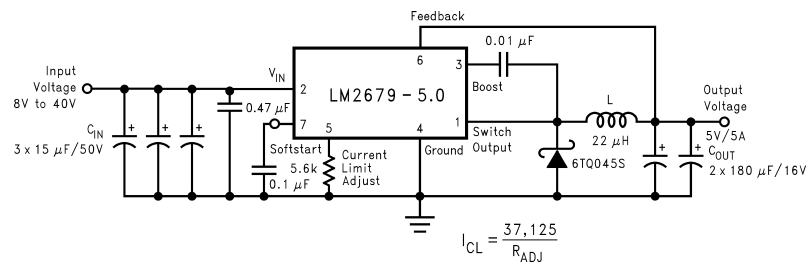 Feedback
0.01 μF
Input
Voltage
8V to 40V
V_IN
2
6
3
Boost
LM2679 - 5.0
L
Output
Voltage
C_IN
3 x 15 μF/50V
0.47 μF
7
5
4
1
Switch
Output
22 μH
5V/5A
Softstart
5.6k
Current
Limit
Adjust
Ground
6TQ045S
C_OUT
2 x 180 μF/16V
0.1 μF
+
+
+
+
+
I_CL = 37,125 / R_ADJ